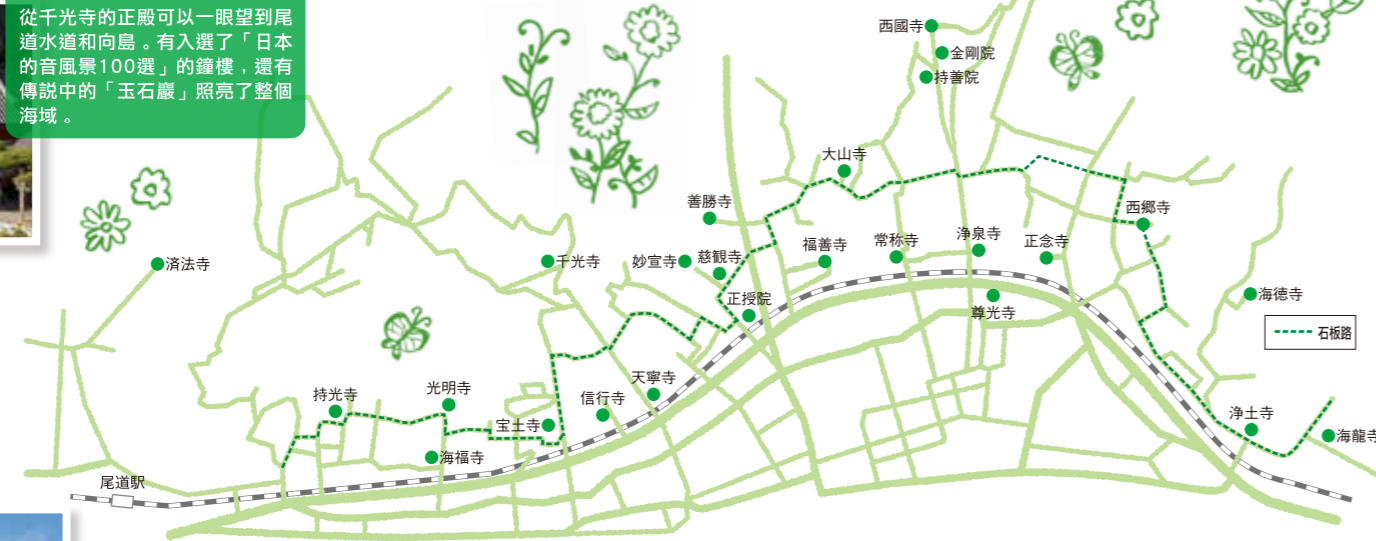 從千光寺的正殿可以一眼望到尾
道水道和向島。有入選了「日本
的音風景100選」的鐘樓，還有
傳説中的「玉石巖」照亮了整個
海域。
西國寺
金剛院
持善院
大山寺
善勝寺
西郷寺
福善寺
常称寺
浄泉寺
正念寺
済法寺
千光寺
妙宣寺
慈観寺
正授院
尊光寺
海徳寺
石板路
持光寺
光明寺
天寧寺
信行寺
宝土寺
浄土寺
海龍寺
海福寺
尾道駅